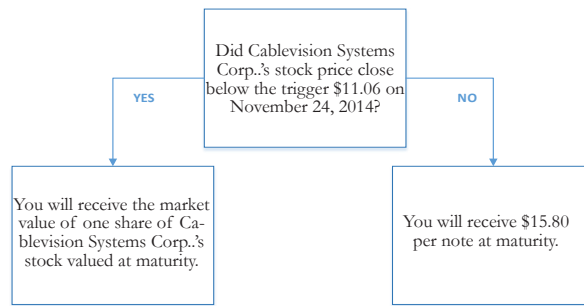 Did Cablevision Systems
Corp..'s stock price close
below the trigger $11.06 on
November 24, 2014?
YES
NO
You will receive the market
value of one share of Ca-
blevision Systems Corp..'s
stock valued at maturity.
You will receive $15.80
per note at maturity.